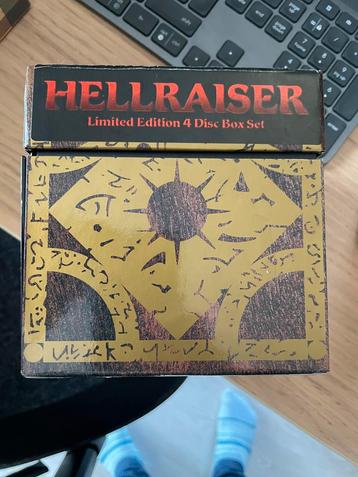 HELLRAISER
Limited Edition 4 Disc Box Set